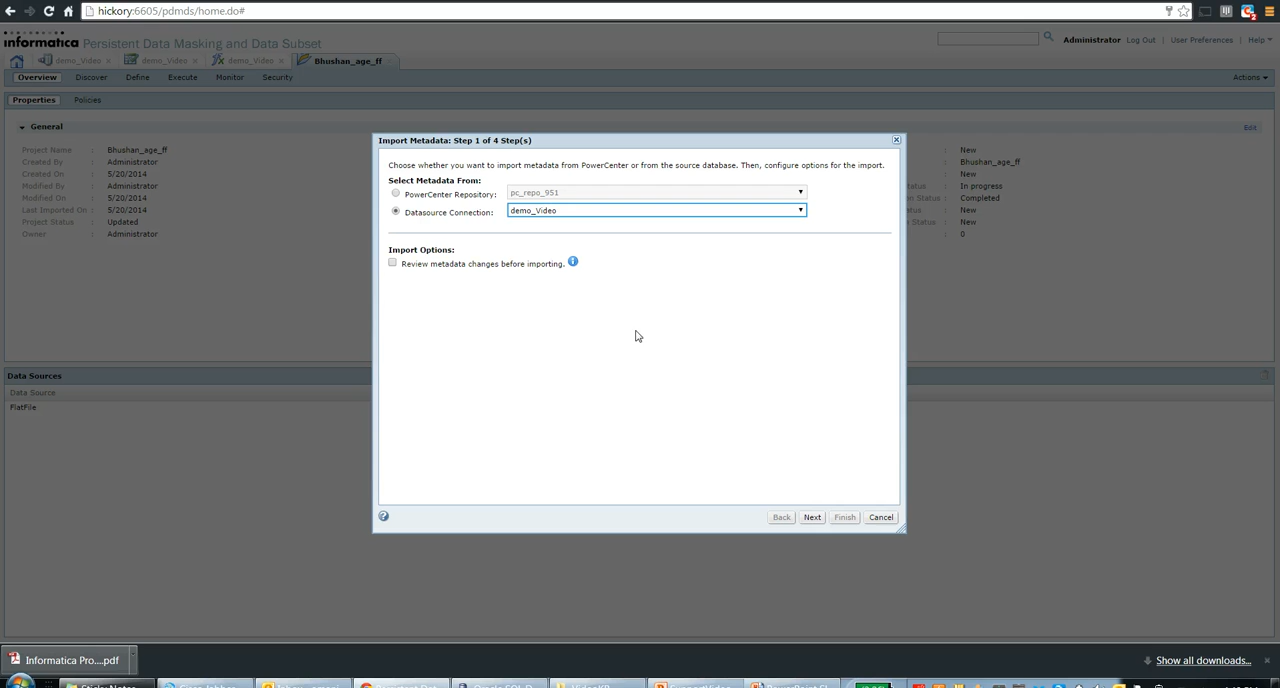 hickory:6605/pdmds/home.do#
informatica Persistent Data Masking and Data Subset
Administrator Log Out | User Preferences | Help
demo_Video × demo_Video × demo_Video × Bhushan_age_ff
Overview Discover Define Execute Monitor Security Actions
Properties Policies
General Edit
Project Name : Bhushan_age_ff : New
Created By : Administrator : Bhushan_age_ff
Created On : 5/20/2014 : New
Modified By : Administrator Status : In progress
Modified On : 5/20/2014 : Completed
Last Imported On : 5/20/2014 Status : New
Project Status : Updated on Status : New
Owner : Administrator : 0
Import Metadata: Step 1 of 4 Step(s)
Choose whether you want to import metadata from PowerCenter or from the source database. Then, configure options for the import.
Select Metadata From:
PowerCenter Repository: pc_repo_951
Datasource Connection: demo_Video
Import Options:
Review metadata changes before importing.
Back Next Finish Cancel
Data Sources
Data Source
FlatFile
Informatica Pro....pdf
Show all downloads...
Sticky Notes